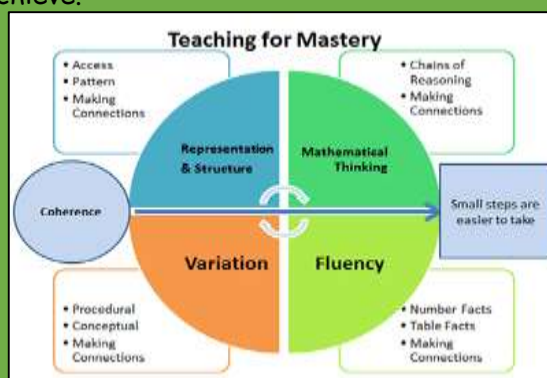 chieve.
Teaching for Mastery
• Access
• Pattern
• Making
Connections
• Chains of
Reasoning
• Making
Connections
Representation
& Structure
Mathematical
Thinking
Coherence
Small steps are
easier to take
Variation
Fluency
• Procedural
• Conceptual
• Making
Connections
• Number Facts
• Table Facts
• Making
Connections